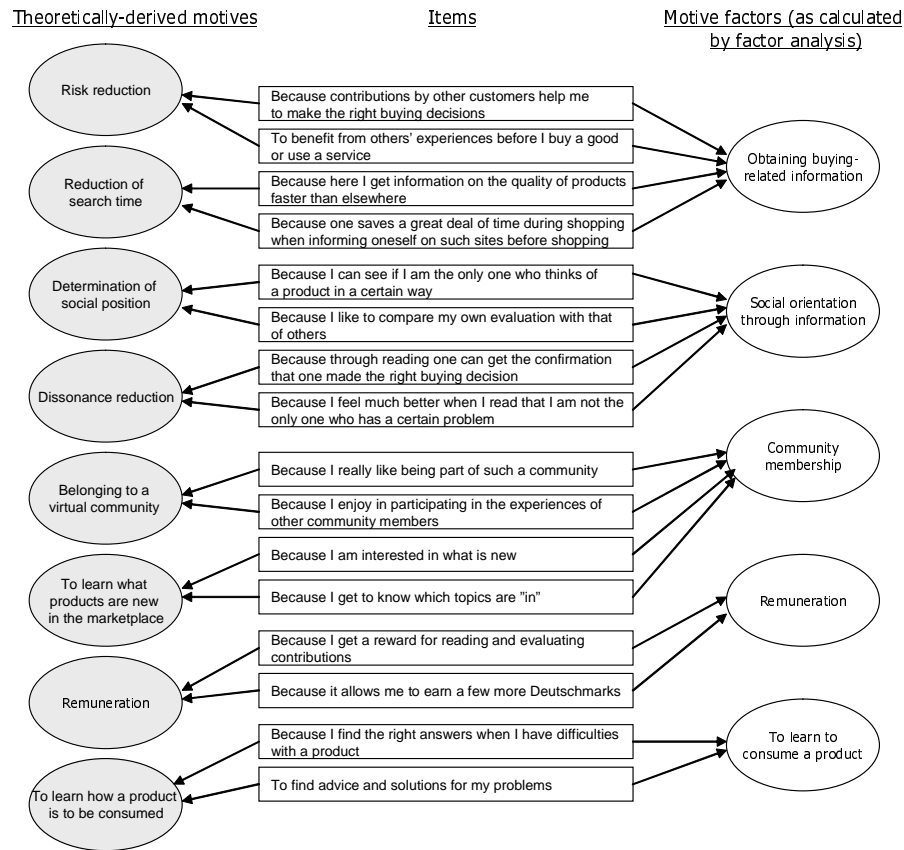 Theoretically-derived motives
Items
Motive factors (as calculated
by factor analysis)
Risk reduction
Reduction of
search time
Determination of
social position
Dissonance reduction
Belonging to a
virtual community
To learn what
products are new
in the marketplace
Remuneration
To learn how a product
is to be consumed
Because contributions by other customers help me
to make the right buying decisions
To benefit from others' experiences before I buy a good
or use a service
Because here I get information on the quality of products
faster than elsewhere
Because one saves a great deal of time during shopping
when informing oneself on such sites before shopping
Because I can see if I am the only one who thinks of
a product in a certain way
Because I like to compare my own evaluation with that
of others
Because through reading one can get the confirmation
that one made the right buying decision
Because I feel much better when I read that I am not the
only one who has a certain problem
Because I really like being part of such a community
Because I enjoy in participating in the experiences of
other community members
Because I am interested in what is new
Because I get to know which topics are ”in”
Because I get a reward for reading and evaluating
contributions
Because it allows me to earn a few more Deutschmarks
Because I find the right answers when I have difficulties
with a product
To find advice and solutions for my problems
Obtaining buying-
related information
Social orientation
through information
Community
membership
Remuneration
To learn to
consume a product